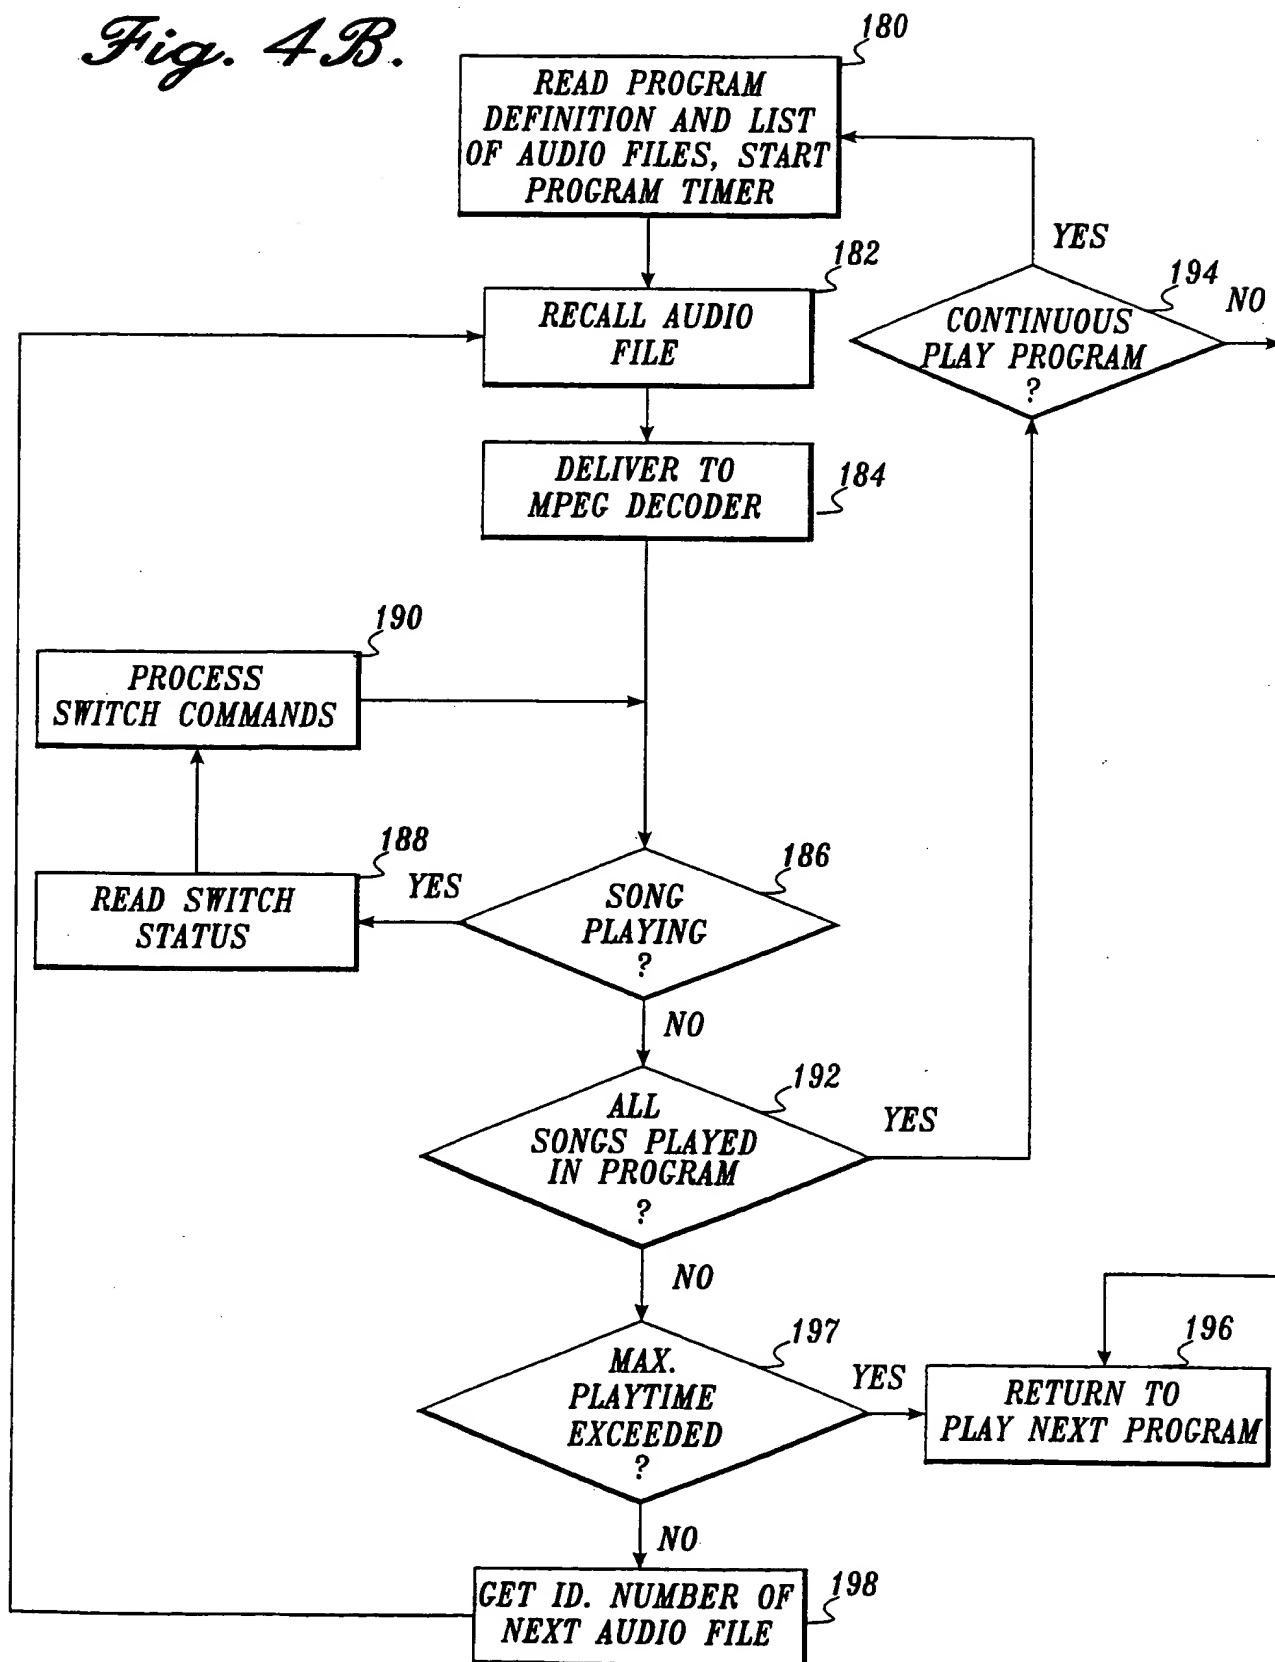 Fig. 4B.
180
READ PROGRAM
DEFINITION AND LIST
OF AUDIO FILES, START
PROGRAM TIMER
YES
182
RECALL AUDIO
FILE
194
NO
CONTINUOUS
PLAY PROGRAM
?
DELIVER TO
MPEG DECODER
184
190
PROCESS
SWITCH COMMANDS
188
READ SWITCH
STATUS
YES
186
SONG
PLAYING
?
NO
192
ALL
SONGS PLAYED
IN PROGRAM
?
YES
NO
197
MAX.
PLAYTIME
EXCEEDED
?
YES
196
RETURN TO
PLAY NEXT PROGRAM
NO
198
GET ID. NUMBER OF
NEXT AUDIO FILE